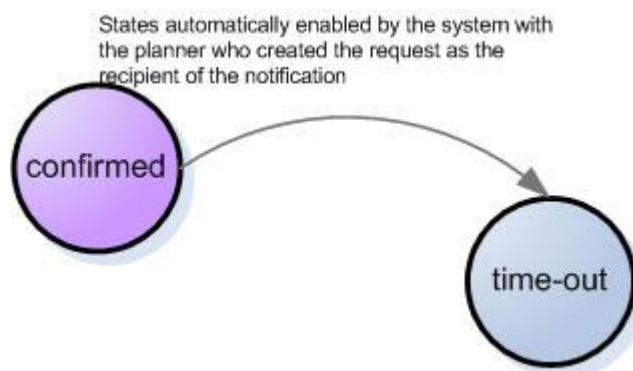 States automatically enabled by the system with
the planner who created the request as the
recipient of the notification
confirmed
time-out